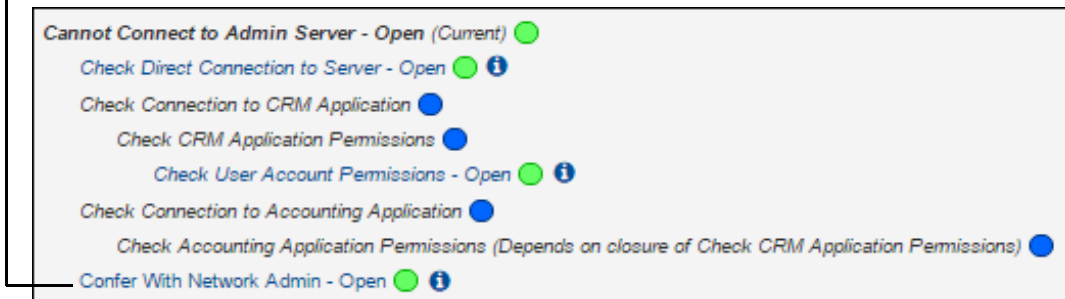 Cannot Connect to Admin Server - Open (Current)
Check Direct Connection to Server - Open
Check Connection to CRM Application
Check CRM Application Permissions
Check User Account Permissions - Open
Check Connection to Accounting Application
Check Accounting Application Permissions (Depends on closure of Check CRM Application Permissions)
Confer With Network Admin - Open